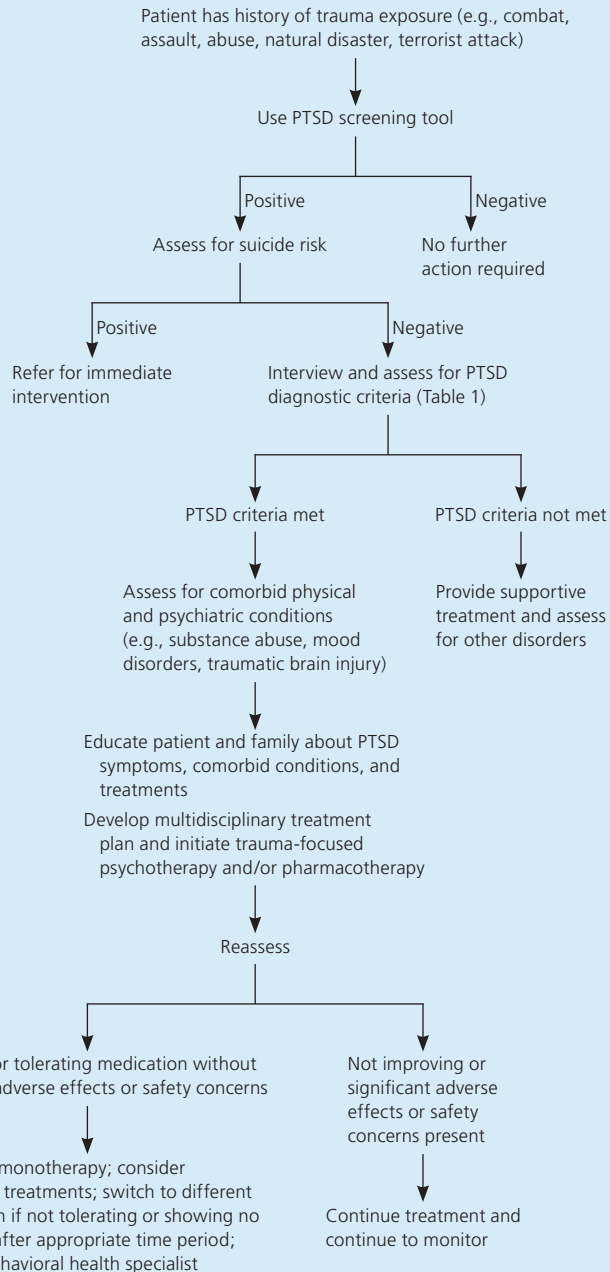 Patient has history of trauma exposure (e.g., combat,
assault, abuse, natural disaster, terrorist attack)
Use PTSD screening tool
Positive
Negative
Assess for suicide risk
No further
action required
Positive
Negative
Refer for immediate
intervention
Interview and assess for PTSD
diagnostic criteria (Table 1)
PTSD criteria met
PTSD criteria not met
Assess for comorbid physical
and psychiatric conditions
(e.g., substance abuse, mood
disorders, traumatic brain injury)
Provide supportive
treatment and assess
for other disorders
Educate patient and family about PTSD
symptoms, comorbid conditions, and
treatments
Develop multidisciplinary treatment
plan and initiate trauma-focused
psychotherapy and/or pharmacotherapy
Reassess
or tolerating medication without
adverse effects or safety concerns
Not improving or
significant adverse
effects or safety
concerns present
monotherapy; consider
treatments; switch to different
if not tolerating or showing no
after appropriate time period;
health specialist
Continue treatment and
continue to monitor